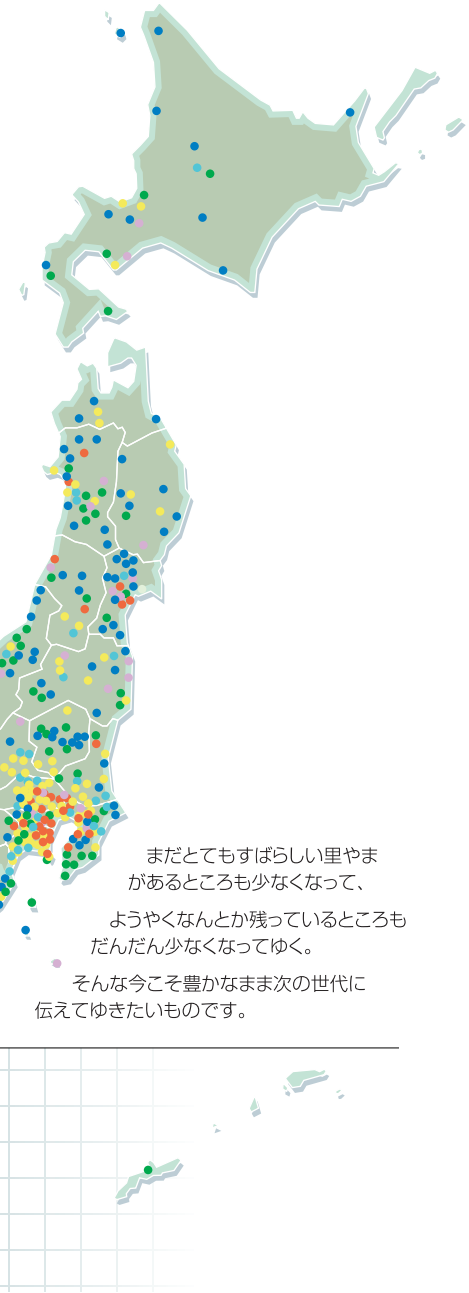 まだとてもすばらしい里やま
があるところも少なくなって、
ようやくなんとか残っているところも
だんだん少なくなってゆく。
そんな今こそ豊かなまま次の世代に
伝えてゆきたいものです。